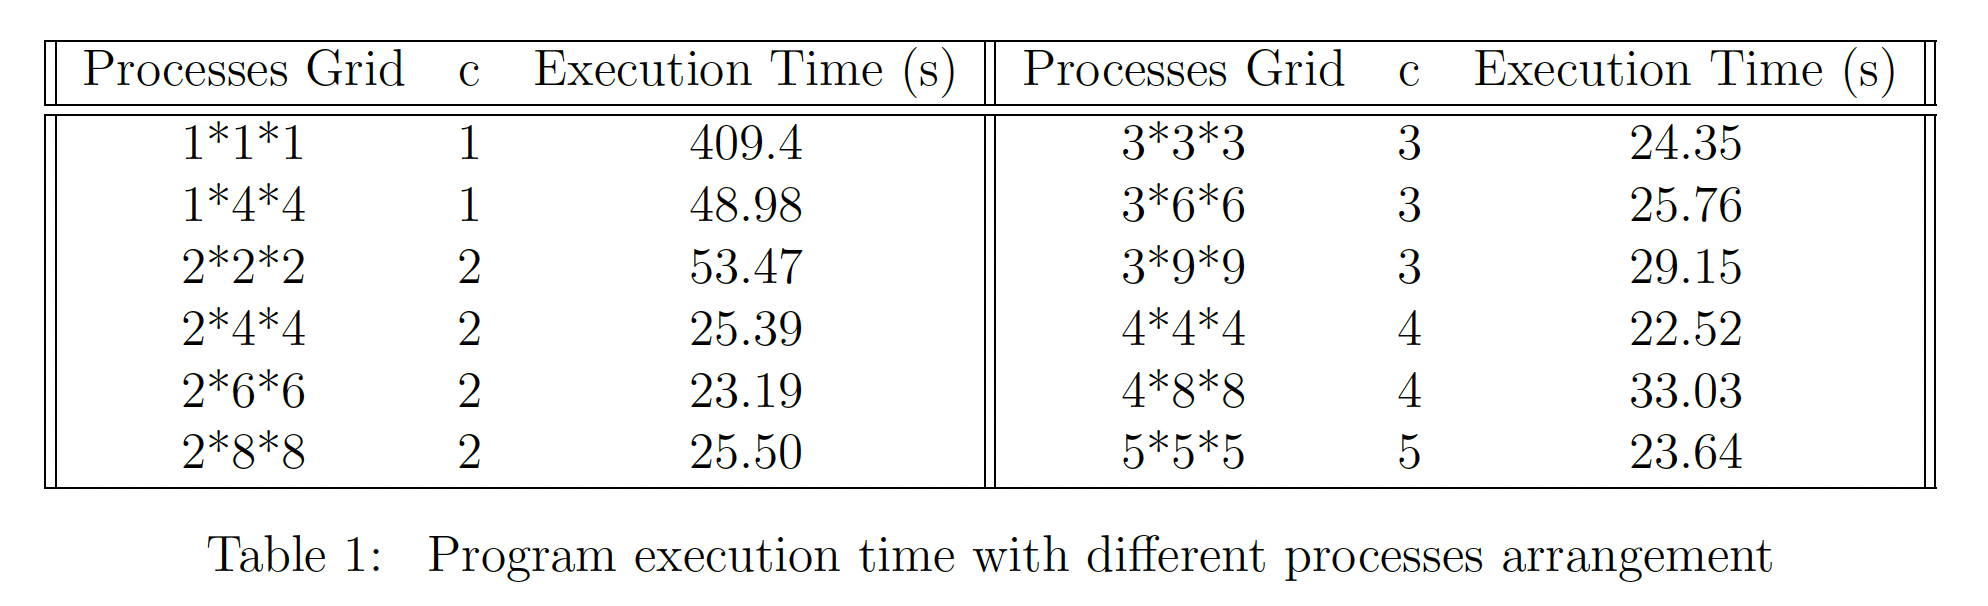 Processes Grid c Execution Time (s) Processes Grid c Execution Time (s)
1*1*1 1 409.4 3*3*3 3 24.35
1*4*4 1 48.98 3*6*6 3 25.76
2*2*2 2 53.47 3*9*9 3 29.15
2*4*4 2 25.39 4*4*4 4 22.52
2*6*6 2 23.19 4*8*8 4 33.03
2*8*8 2 25.50 5*5*5 5 23.64
Table 1: Program execution time with different processes arrangement